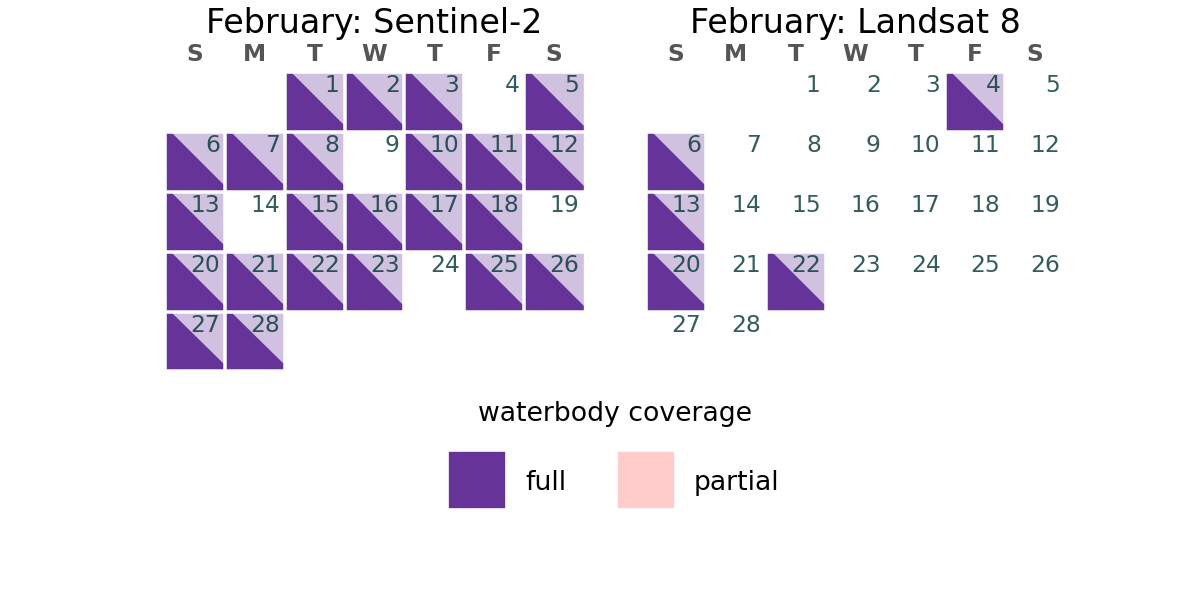 February: Sentinel-2
S M T W T F S
1 2 3 4 5
6 7 8 9 10 11 12
13 14 15 16 17 18 19
20 21 22 23 24 25 26
27 28
February: Landsat 8
S M T W T F S
1 2 3 4 5
6 7 8 9 10 11 12
13 14 15 16 17 18 19
20 21 22 23 24 25 26
27 28
waterbody coverage
full partial